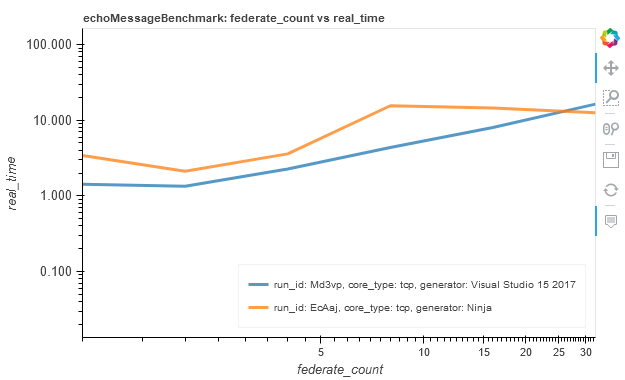 echoMessageBenchmark: federate_count vs real_time
100.000
10.000
1.000
0.100
real_time
run_id: Md3vp, core_type: tcp, generator: Visual Studio 15 2017
run_id: EcAaj, core_type: tcp, generator: Ninja
5 10 15 20 25 30
federate_count